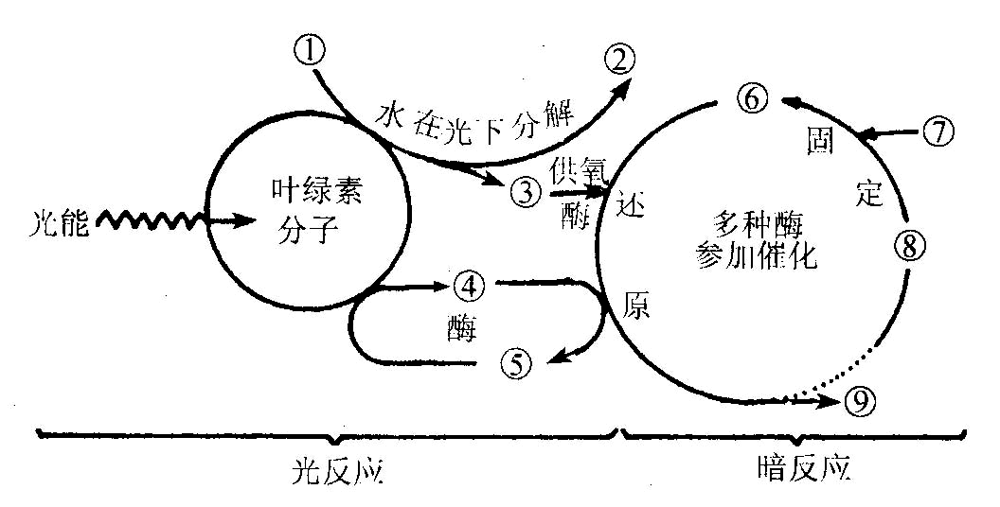 ①
②
水在光下分解
⑥
固定
⑦
叶绿素
分子
光能
③
供氧
酶
还原
多种酶
参加催化
⑧
④
酶
⑤
⑨
光反应
暗反应